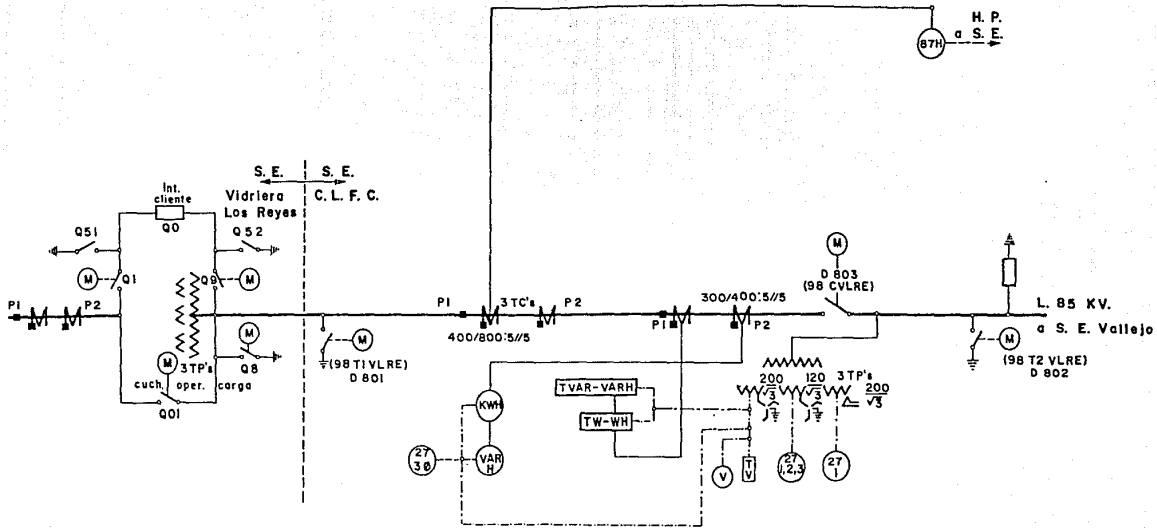 H. P.
a S. E.
87H
S. E.
S. E.
Vidriera
Los Reyes
C. L. F. C.
Int.
cliente
Q0
Q51
Q52
M
Q1
Q9
M
P1
P2
3 TP's
M
M
Q8
cuch. oper. carga
Q01
M
(98 T1 VLRE)
D 801
P1
3 TC's
P2
400/800:5//5
P1
300/400:5//5
P2
M
D 803
(98 CVLRE)
L. 85 KV.
a S. E. Vallejo
M
(98 T2 VLRE)
D 802
3 TP's
200
√3
120
√3
200
√3
TVAR-VARH
TW-WH
KWH
VAR
H
27
3Ø
V
T
V
27
1,2,3
27
1